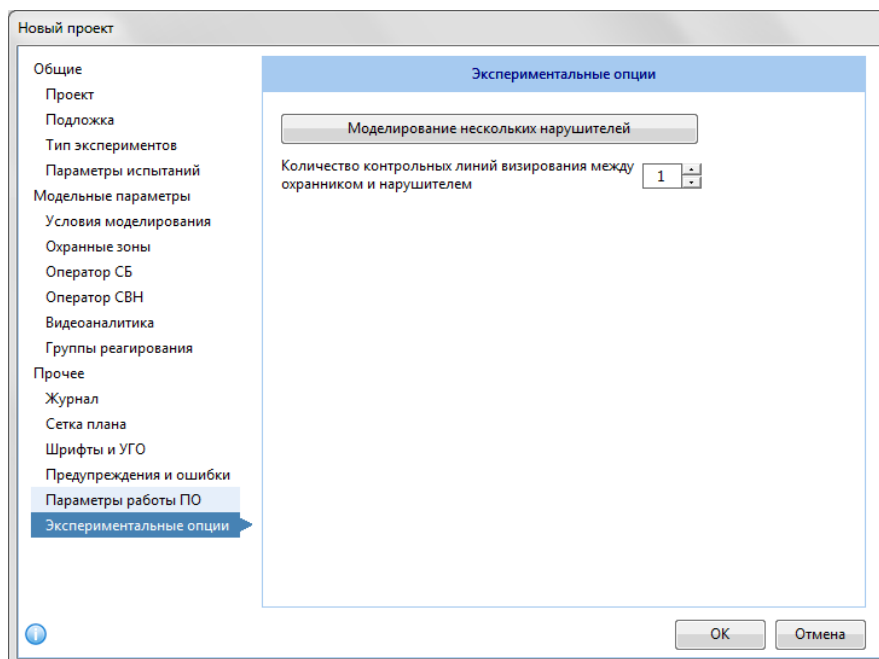 Новый проект
Общие
Проект
Подложка
Тип экспериментов
Параметры испытаний
Модельные параметры
Условия моделирования
Охранные зоны
Оператор СБ
Оператор СВН
Видеоаналитика
Группы реагирования
Прочее
Журнал
Сетка плана
Шрифты и УГО
Предупреждения и ошибки
Параметры работы ПО
Экспериментальные опции
Экспериментальные опции
Моделирование нескольких нарушителей
Количество контрольных линий визирования между
охранником и нарушителем
1
OK
Отмена